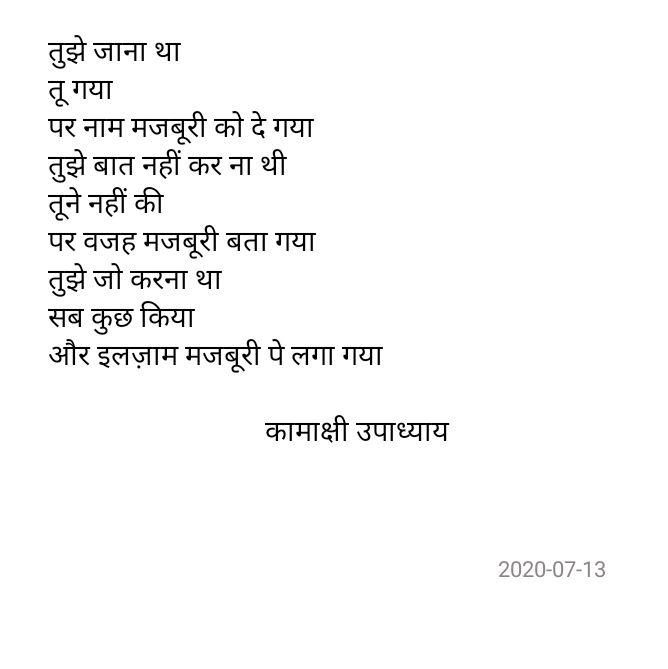 तुझे जाना था
तू गया
पर नाम मजबूरी को दे गया
तुझे बात नहीं कर ना थी
तूने नहीं की
पर वजह मजबूरी बता गया
तुझे जो करना था
सब कुछ किया
और इलज़ाम मजबूरी पे लगा गया
कामाक्षी उपाध्याय
2020-07-13